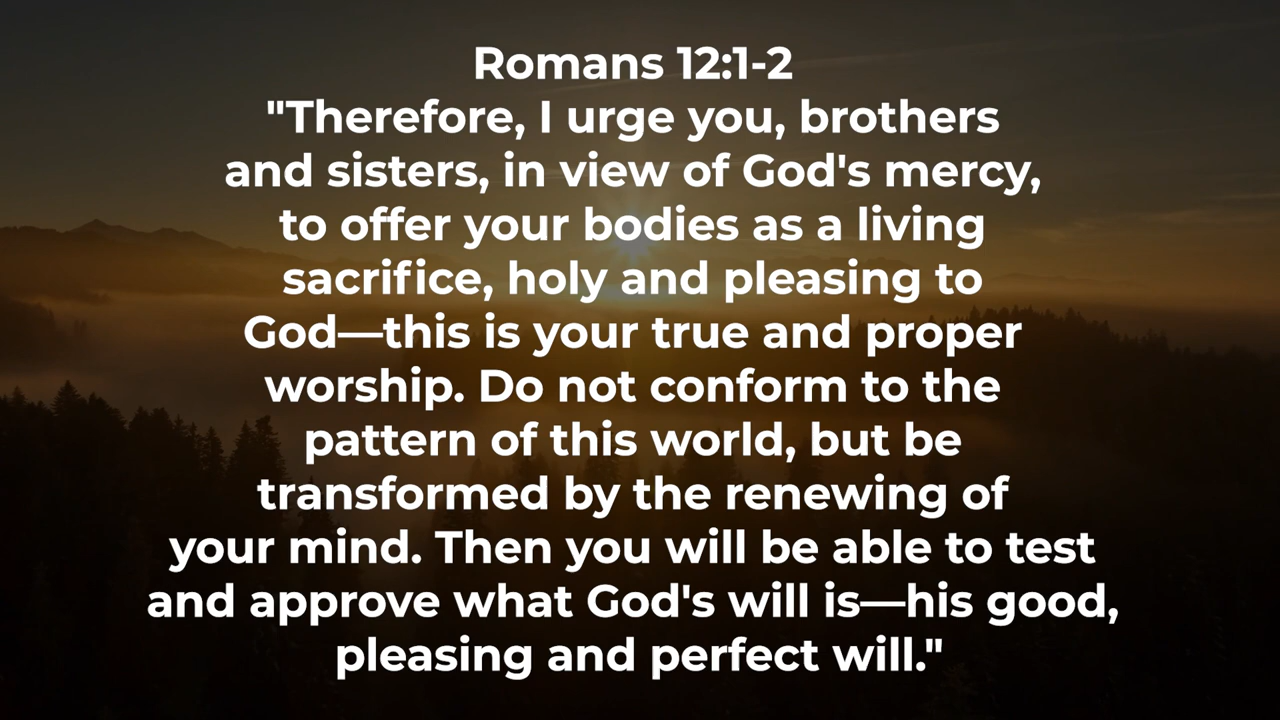 Romans 12:1-2
"Therefore, I urge you, brothers
and sisters, in view of God's mercy,
to offer your bodies as a living
sacrifice, holy and pleasing to
God—this is your true and proper
worship. Do not conform to the
pattern of this world, but be
transformed by the renewing of
your mind. Then you will be able to test
and approve what God's will is—his good,
pleasing and perfect will."